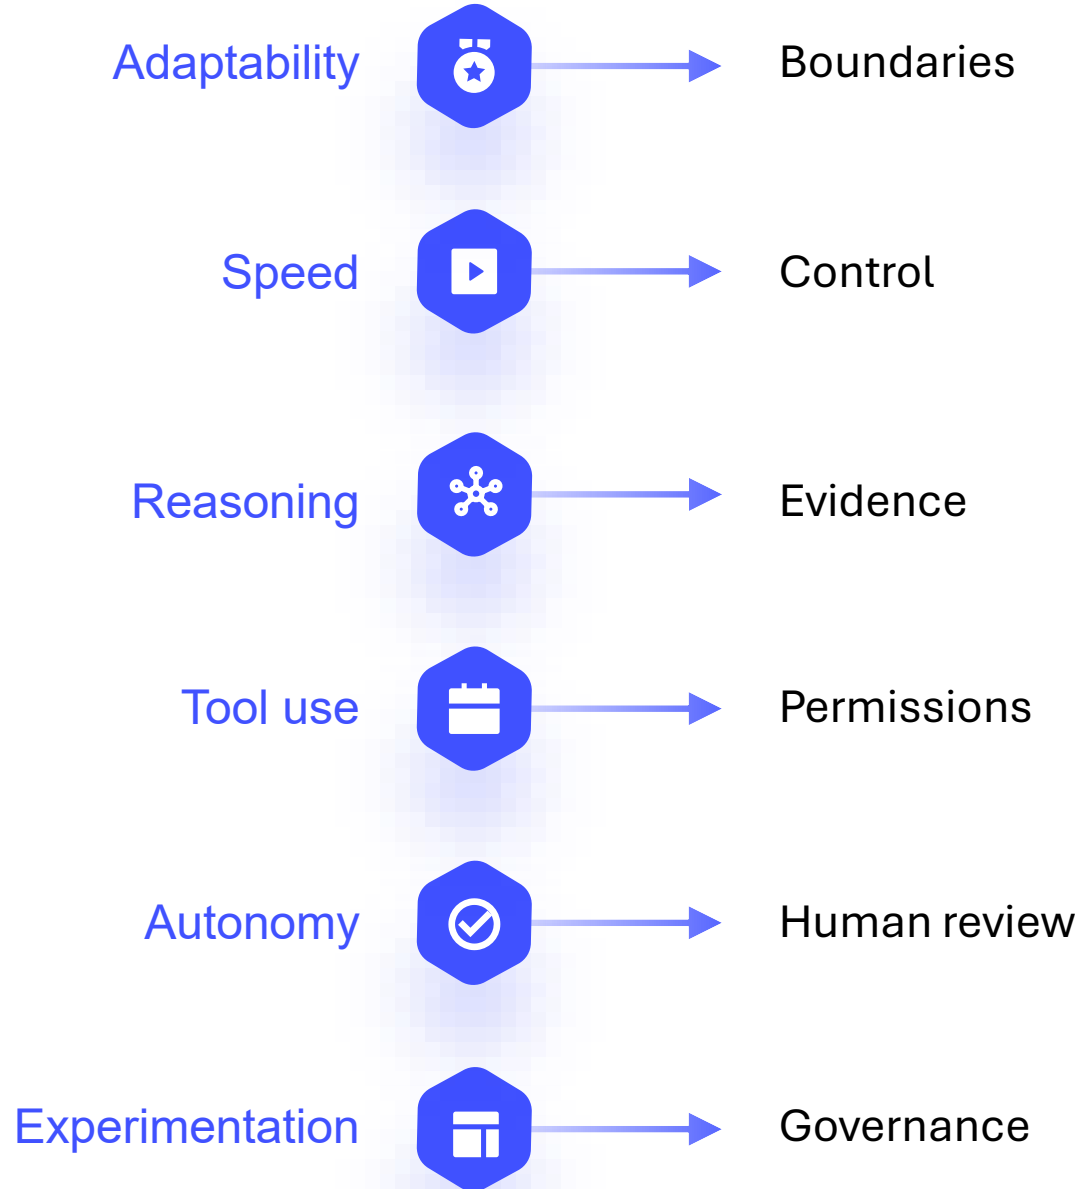 Adaptability Boundaries
Speed Control
Reasoning Evidence
Tool use Permissions
Autonomy Human review
Experimentation Governance